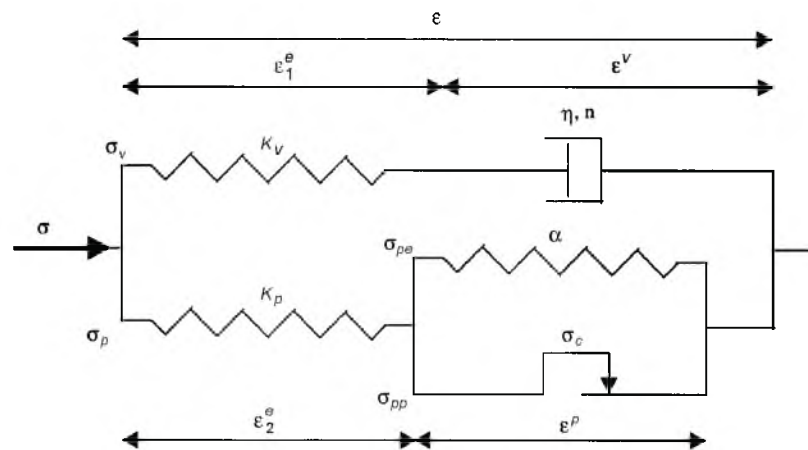 ε
ε₁ᵉ εᵛ
η, n
σᵥ Kᵥ
σ σₚₑ α
Kₚ
σₚ σ꜀
σₚₚ
ε₂ᵉ εᵖ